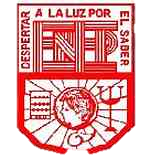 DESPERTAR A LA LUZ POR EL SABER
ENP